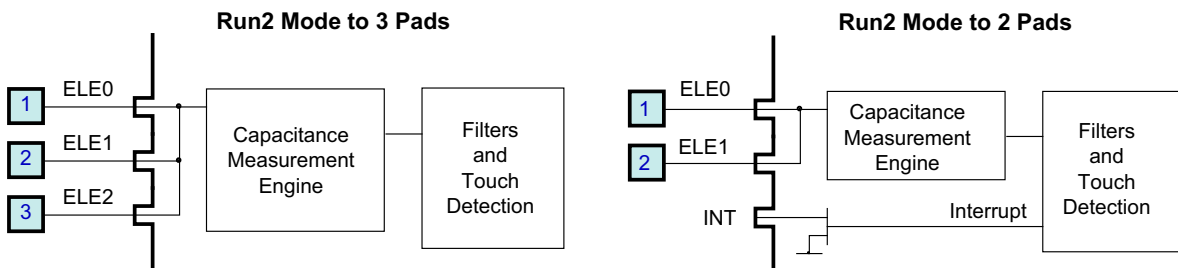 Run2 Mode to 3 Pads
1
ELE0
2
ELE1
3
ELE2
Capacitance
Measurement
Engine
Filters
and
Touch
Detection
Run2 Mode to 2 Pads
1
ELE0
2
ELE1
INT
Capacitance
Measurement
Engine
Interrupt
Filters
and
Touch
Detection